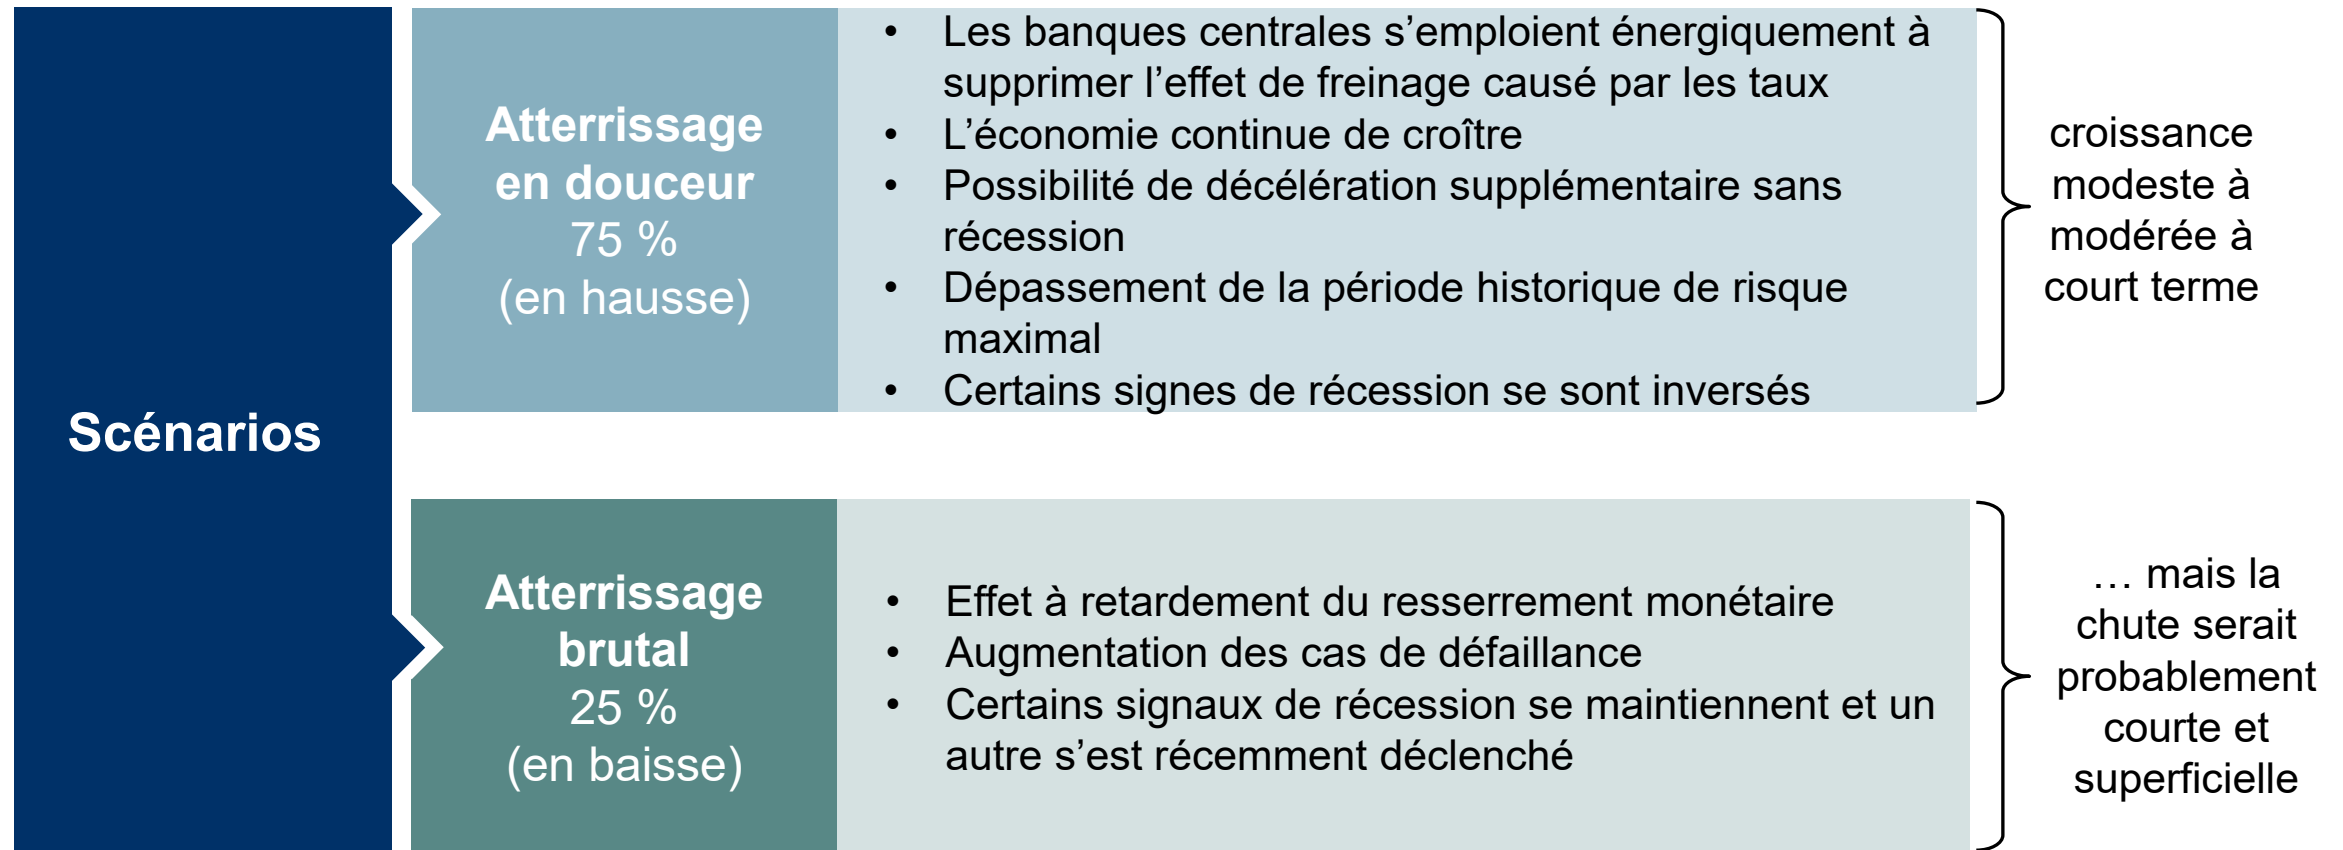 Scénarios
Atterrissage
en douceur
75 %
(en hausse)
• Les banques centrales s’emploient énergiquement à
supprimer l’effet de freinage causé par les taux
• L’économie continue de croître
• Possibilité de décélération supplémentaire sans
récession
• Dépassement de la période historique de risque
maximal
• Certains signes de récession se sont inversés
croissance
modeste à
modérée à
court terme
Atterrissage
brutal
25 %
(en baisse)
• Effet à retardement du resserrement monétaire
• Augmentation des cas de défaillance
• Certains signaux de récession se maintiennent et un
autre s’est récemment déclenché
… mais la
chute serait
probablement
courte et
superficielle